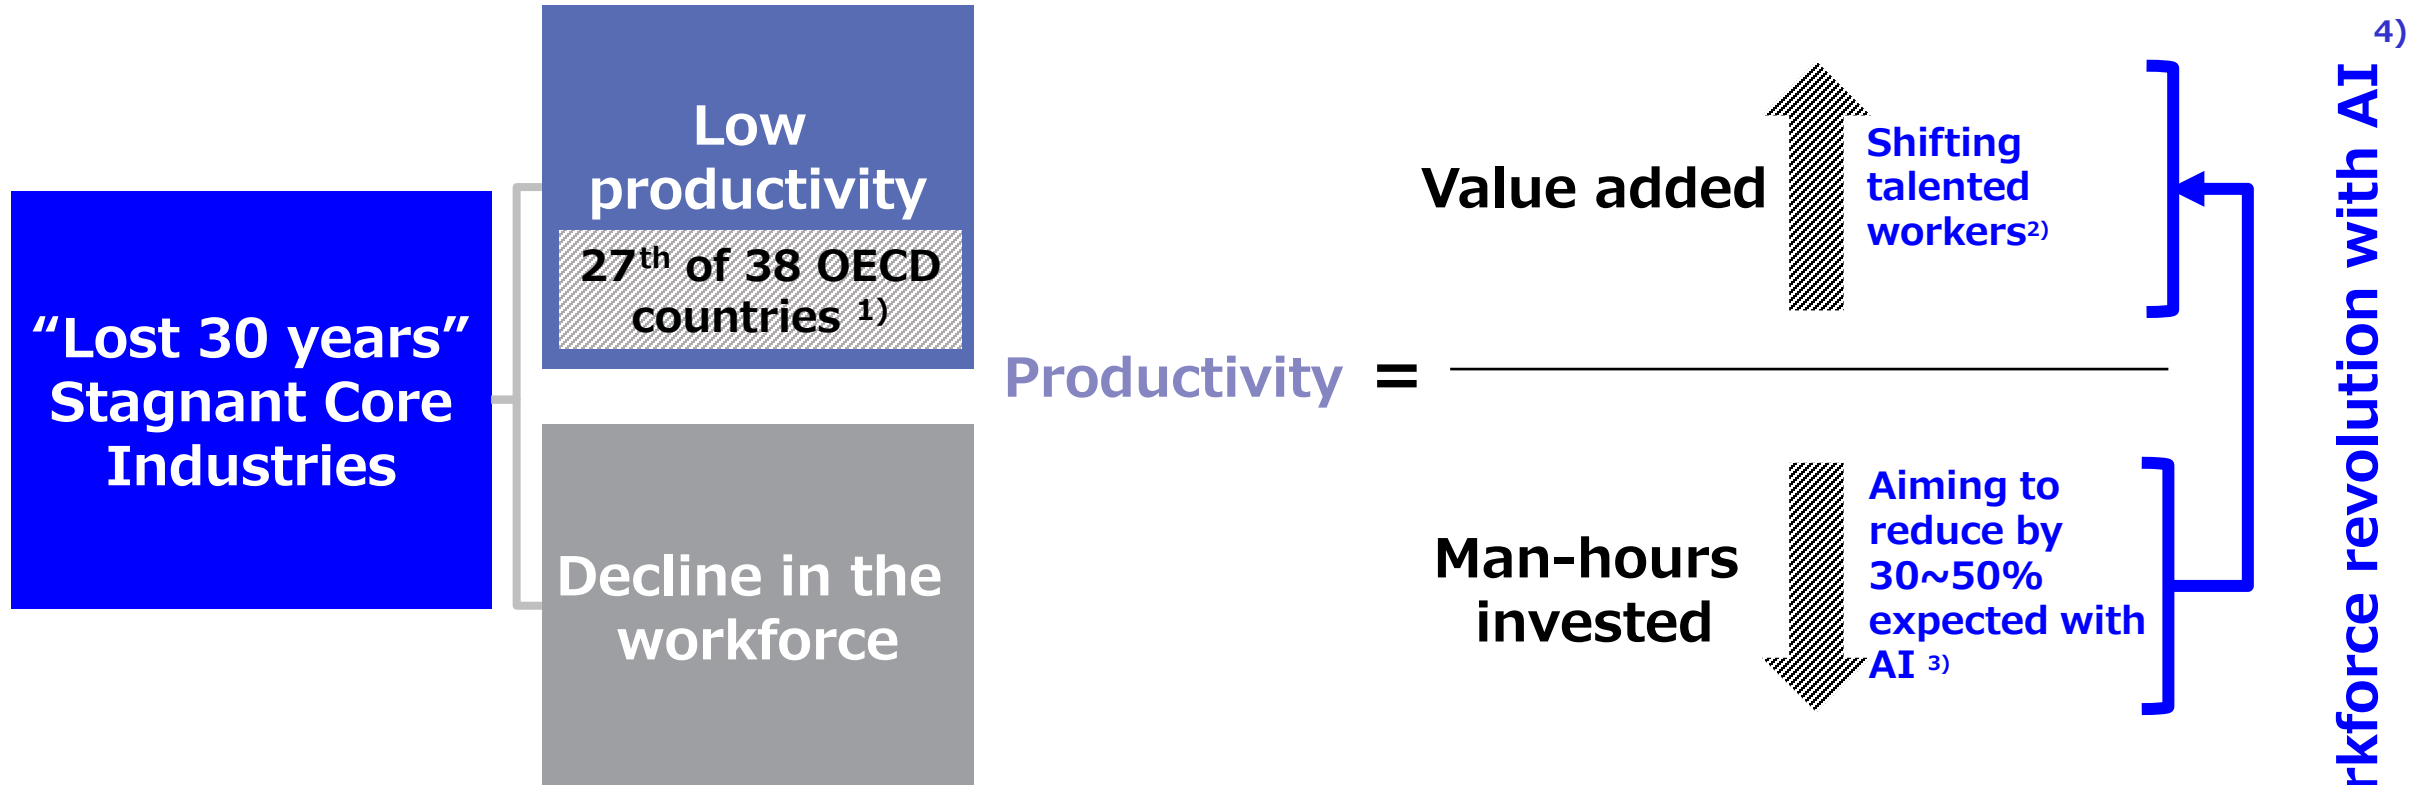 “Lost 30 years”
Stagnant Core
Industries
Low
productivity
27th of 38 OECD
countries 1)
Decline in the
workforce
Productivity =
Value added
Shifting
talented
workers2)
Man-hours
invested
Aiming to
reduce by
30~50%
expected with
AI 3)
revolution with AI 4)